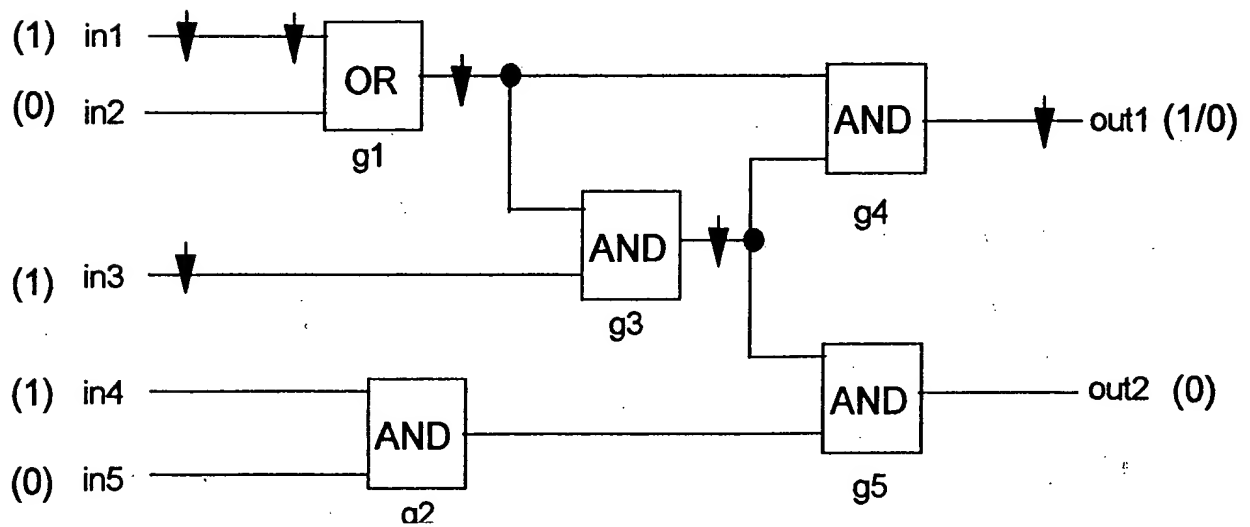 (1) in1
OR
(0) in2
g1
AND
out1 (1/0)
g4
AND
(1) in3
g3
(1) in4
AND
out2 (0)
AND
(0) in5
g5
g2